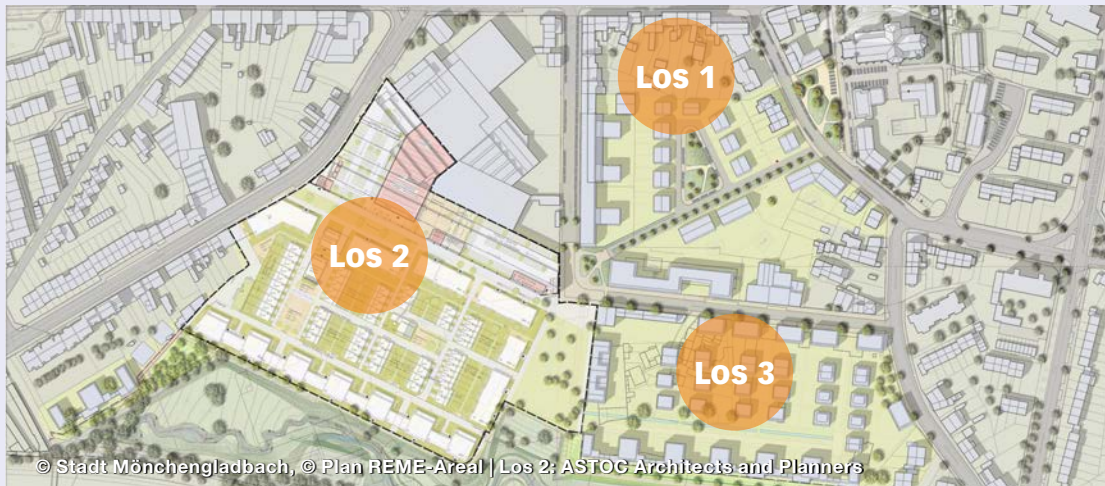 Los 1
Los 2
Los 3
© Stadt Mönchengladbach, © Plan REME-Areal | Los 2: ASTOC Architects and Planners